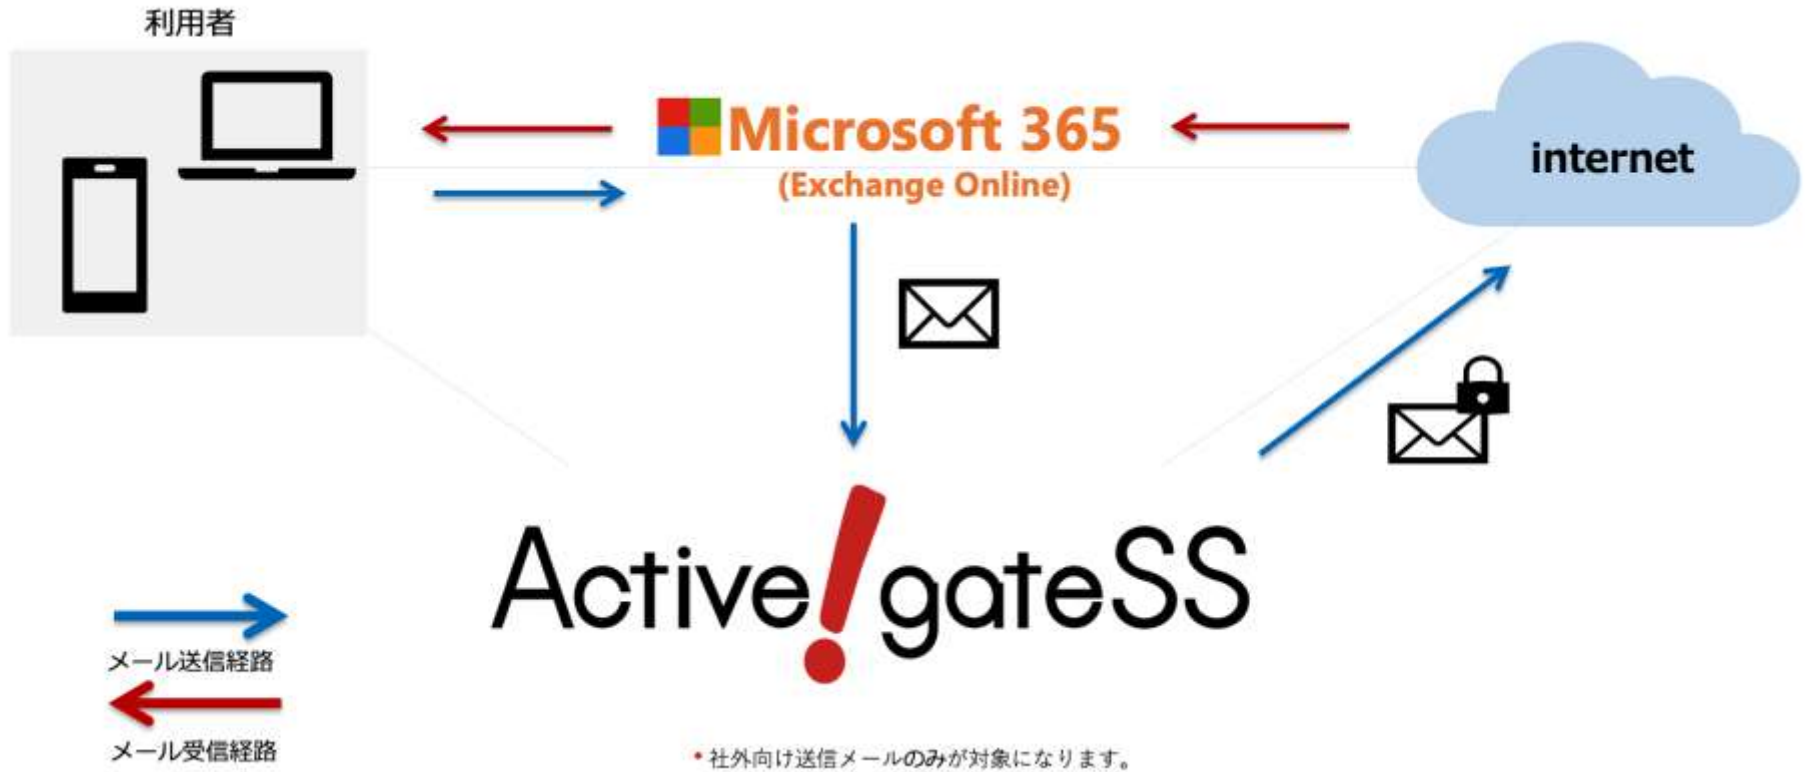 利用者
Microsoft 365
(Exchange Online)
internet
Active!gateSS
メール送信経路
メール受信経路
* 社外向け送信メールのみが対象になります。